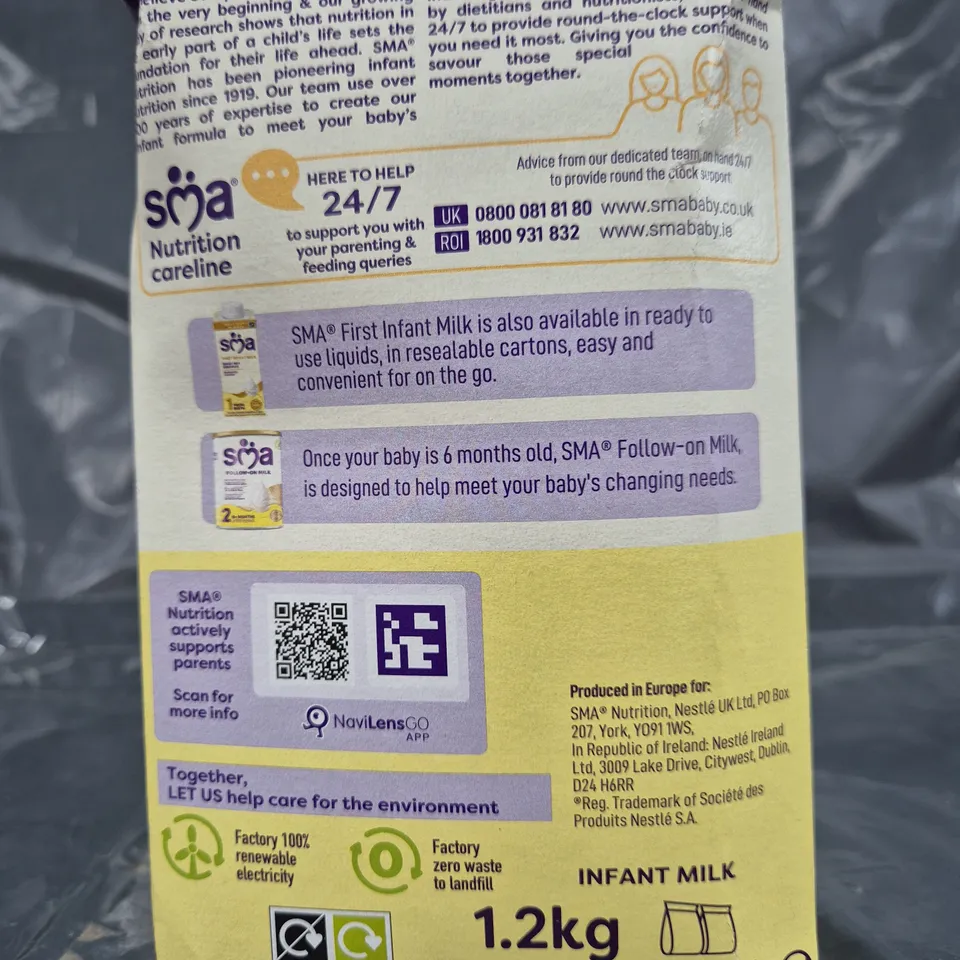 the very beginning & our growing
of research shows that nutrition in
early part of a child's life sets the
for their life ahead. SMA®
has been pioneering infant
since 1919. Our team use over
years of expertise to create our
formula to meet your baby's
by dietitians and
24/7 to provide round-the-clock support when
you need it most. Giving you the confidence to
savour those special
moments together.
sma®
Nutrition
careline
HERE TO HELP
24/7
to support you with
your parenting &
feeding queries
Advice from our dedicated team, on hand 24/7
to provide round the clock support
UK 0800 081 81 80 www.smababy.co.uk
ROI 1800 931 832 www.smababy.ie
sma
1
SMA® First Infant Milk is also available in ready to
use liquids, in resealable cartons, easy and
convenient for on the go.
sma
FOLLOW-ON MILK
2
Once your baby is 6 months old, SMA® Follow-on Milk,
is designed to help meet your baby's changing needs.
SMA®
Nutrition
actively
supports
parents
Scan for
more info
NaviLensGO
APP
Produced in Europe for:
SMA® Nutrition, Nestlé UK Ltd, PO Box
207, York, YO91 1WS,
In Republic of Ireland: Nestlé Ireland
Ltd, 3009 Lake Drive, Citywest, Dublin,
D24 H6RR
®Reg. Trademark of Société des
Produits Nestlé S.A.
Together,
LET US help care for the environment
Factory 100%
renewable
electricity
Factory
zero waste
to landfill
INFANT MILK
1.2kg